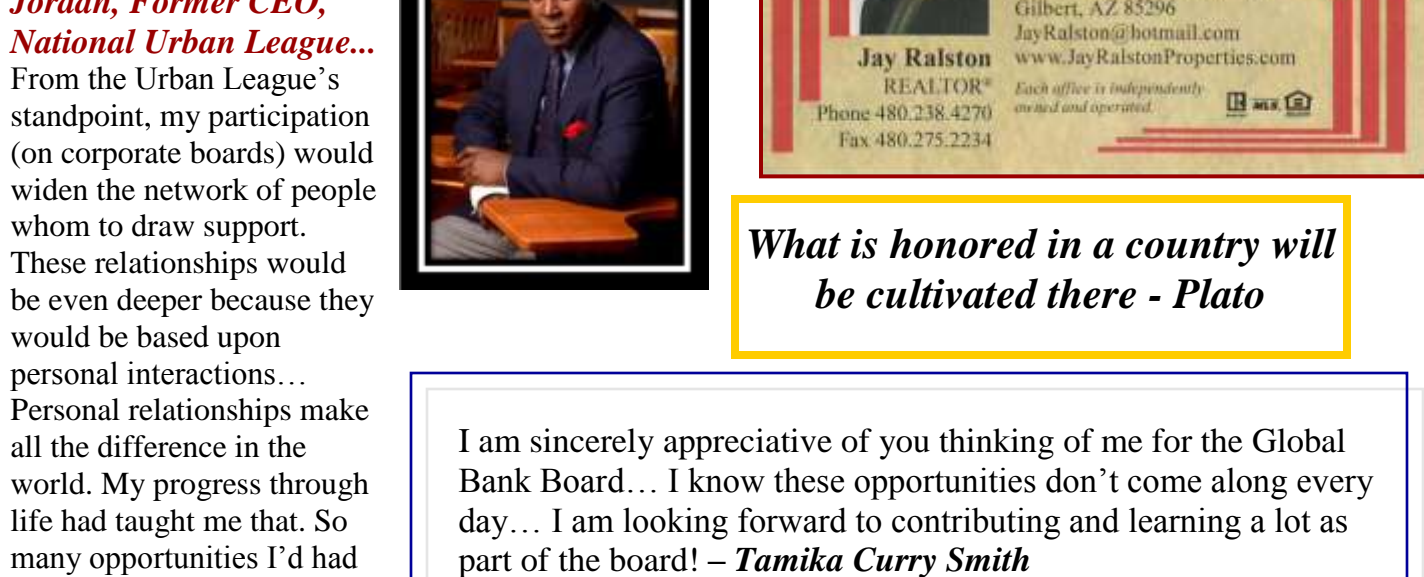 Jordan, Former CEO,
National Urban League...
From the Urban League’s
standpoint, my participation
(on corporate boards) would
widen the network of people
whom to draw support.
These relationships would
be even deeper because they
would be based upon
personal interactions…
Personal relationships make
all the difference in the
world. My progress through
life had taught me that. So
many opportunities I’d had
Gilbert, AZ 85296
JayRalston@hotmail.com
www.JayRalstonProperties.com
Jay Ralston
REALTOR®
Phone 480.238.4270
Fax 480.275.2234
Each office is independently
owned and operated.
R MLS
What is honored in a country will
be cultivated there - Plato
I am sincerely appreciative of you thinking of me for the Global
Bank Board… I know these opportunities don’t come along every
day… I am looking forward to contributing and learning a lot as
part of the board! – Tamika Curry Smith